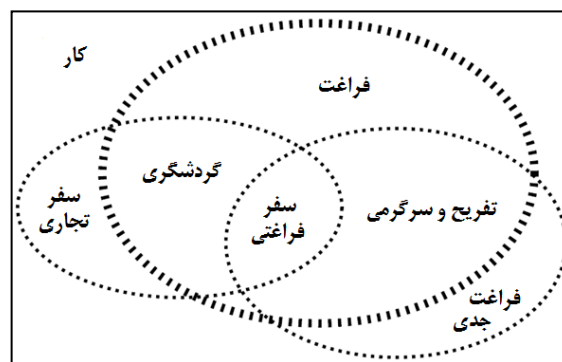 کار
فراغت
گردشگری
سفر
تجاری
سفر
فراغتی
تفریح و سرگرمی
فراغت
جدی